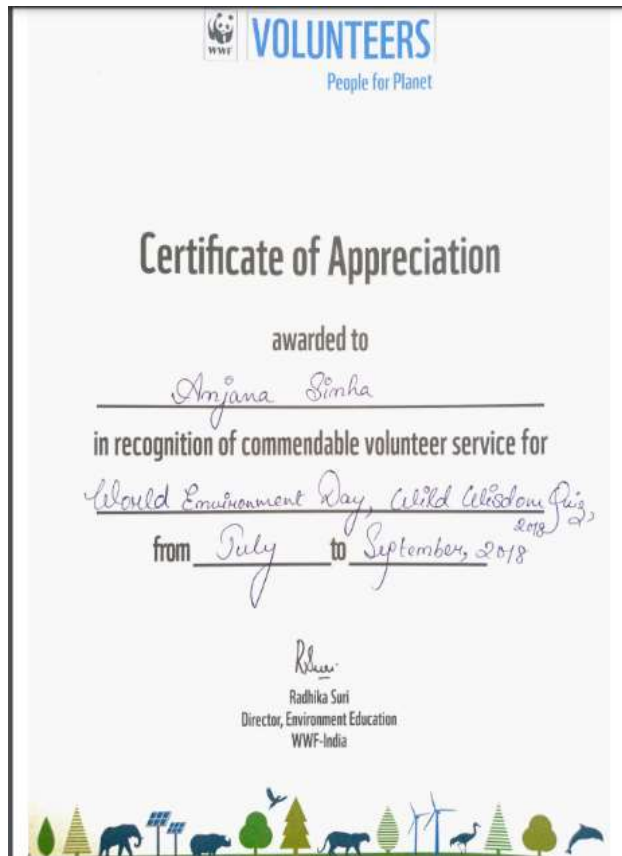 WWF
VOLUNTEERS
People for Planet
Certificate of Appreciation
awarded to
Anjana Sinha
in recognition of commendable volunteer service for
World Environment Day, Wild Wisdom Quiz,
2018
from July to September, 2018
Radhika Suri
Director, Environment Education
WWF-India